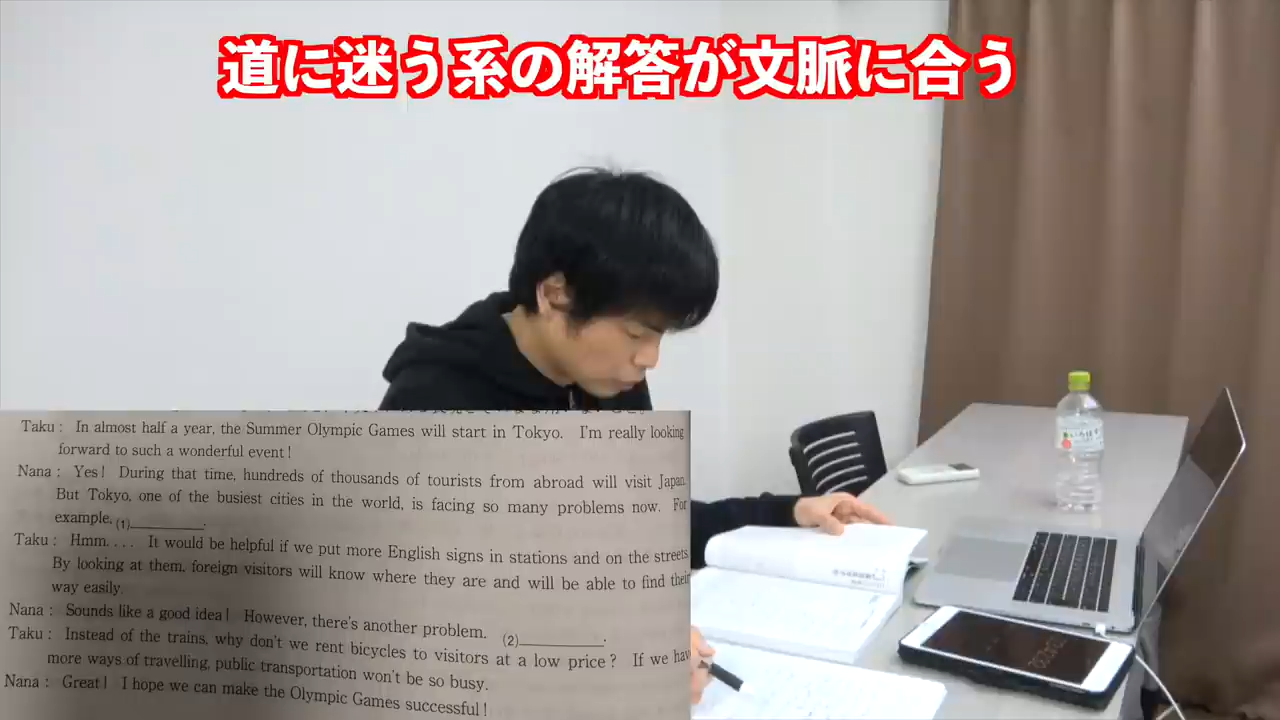 道に迷う系の解答が文脈に合う
Taku : In almost half a year, the Summer Olympic Games will start in Tokyo. I'm really looking
forward to such a wonderful event!
Nana : Yes! During that time, hundreds of thousands of tourists from abroad will visit Japan.
But Tokyo, one of the busiest cities in the world, is facing so many problems now. For
example, (1)__________.
Taku : Hmm.... It would be helpful if we put more English signs in stations and on the streets.
By looking at them, foreign visitors will know where they are and will be able to find their
way easily.
Nana : Sounds like a good idea! However, there's another problem. (2)__________.
Taku : Instead of the trains, why don't we rent bicycles to visitors at a low price? If we hav
more ways of travelling, public transportation won't be so busy.
Nana : Great! I hope we can make the Olympic Games successful!